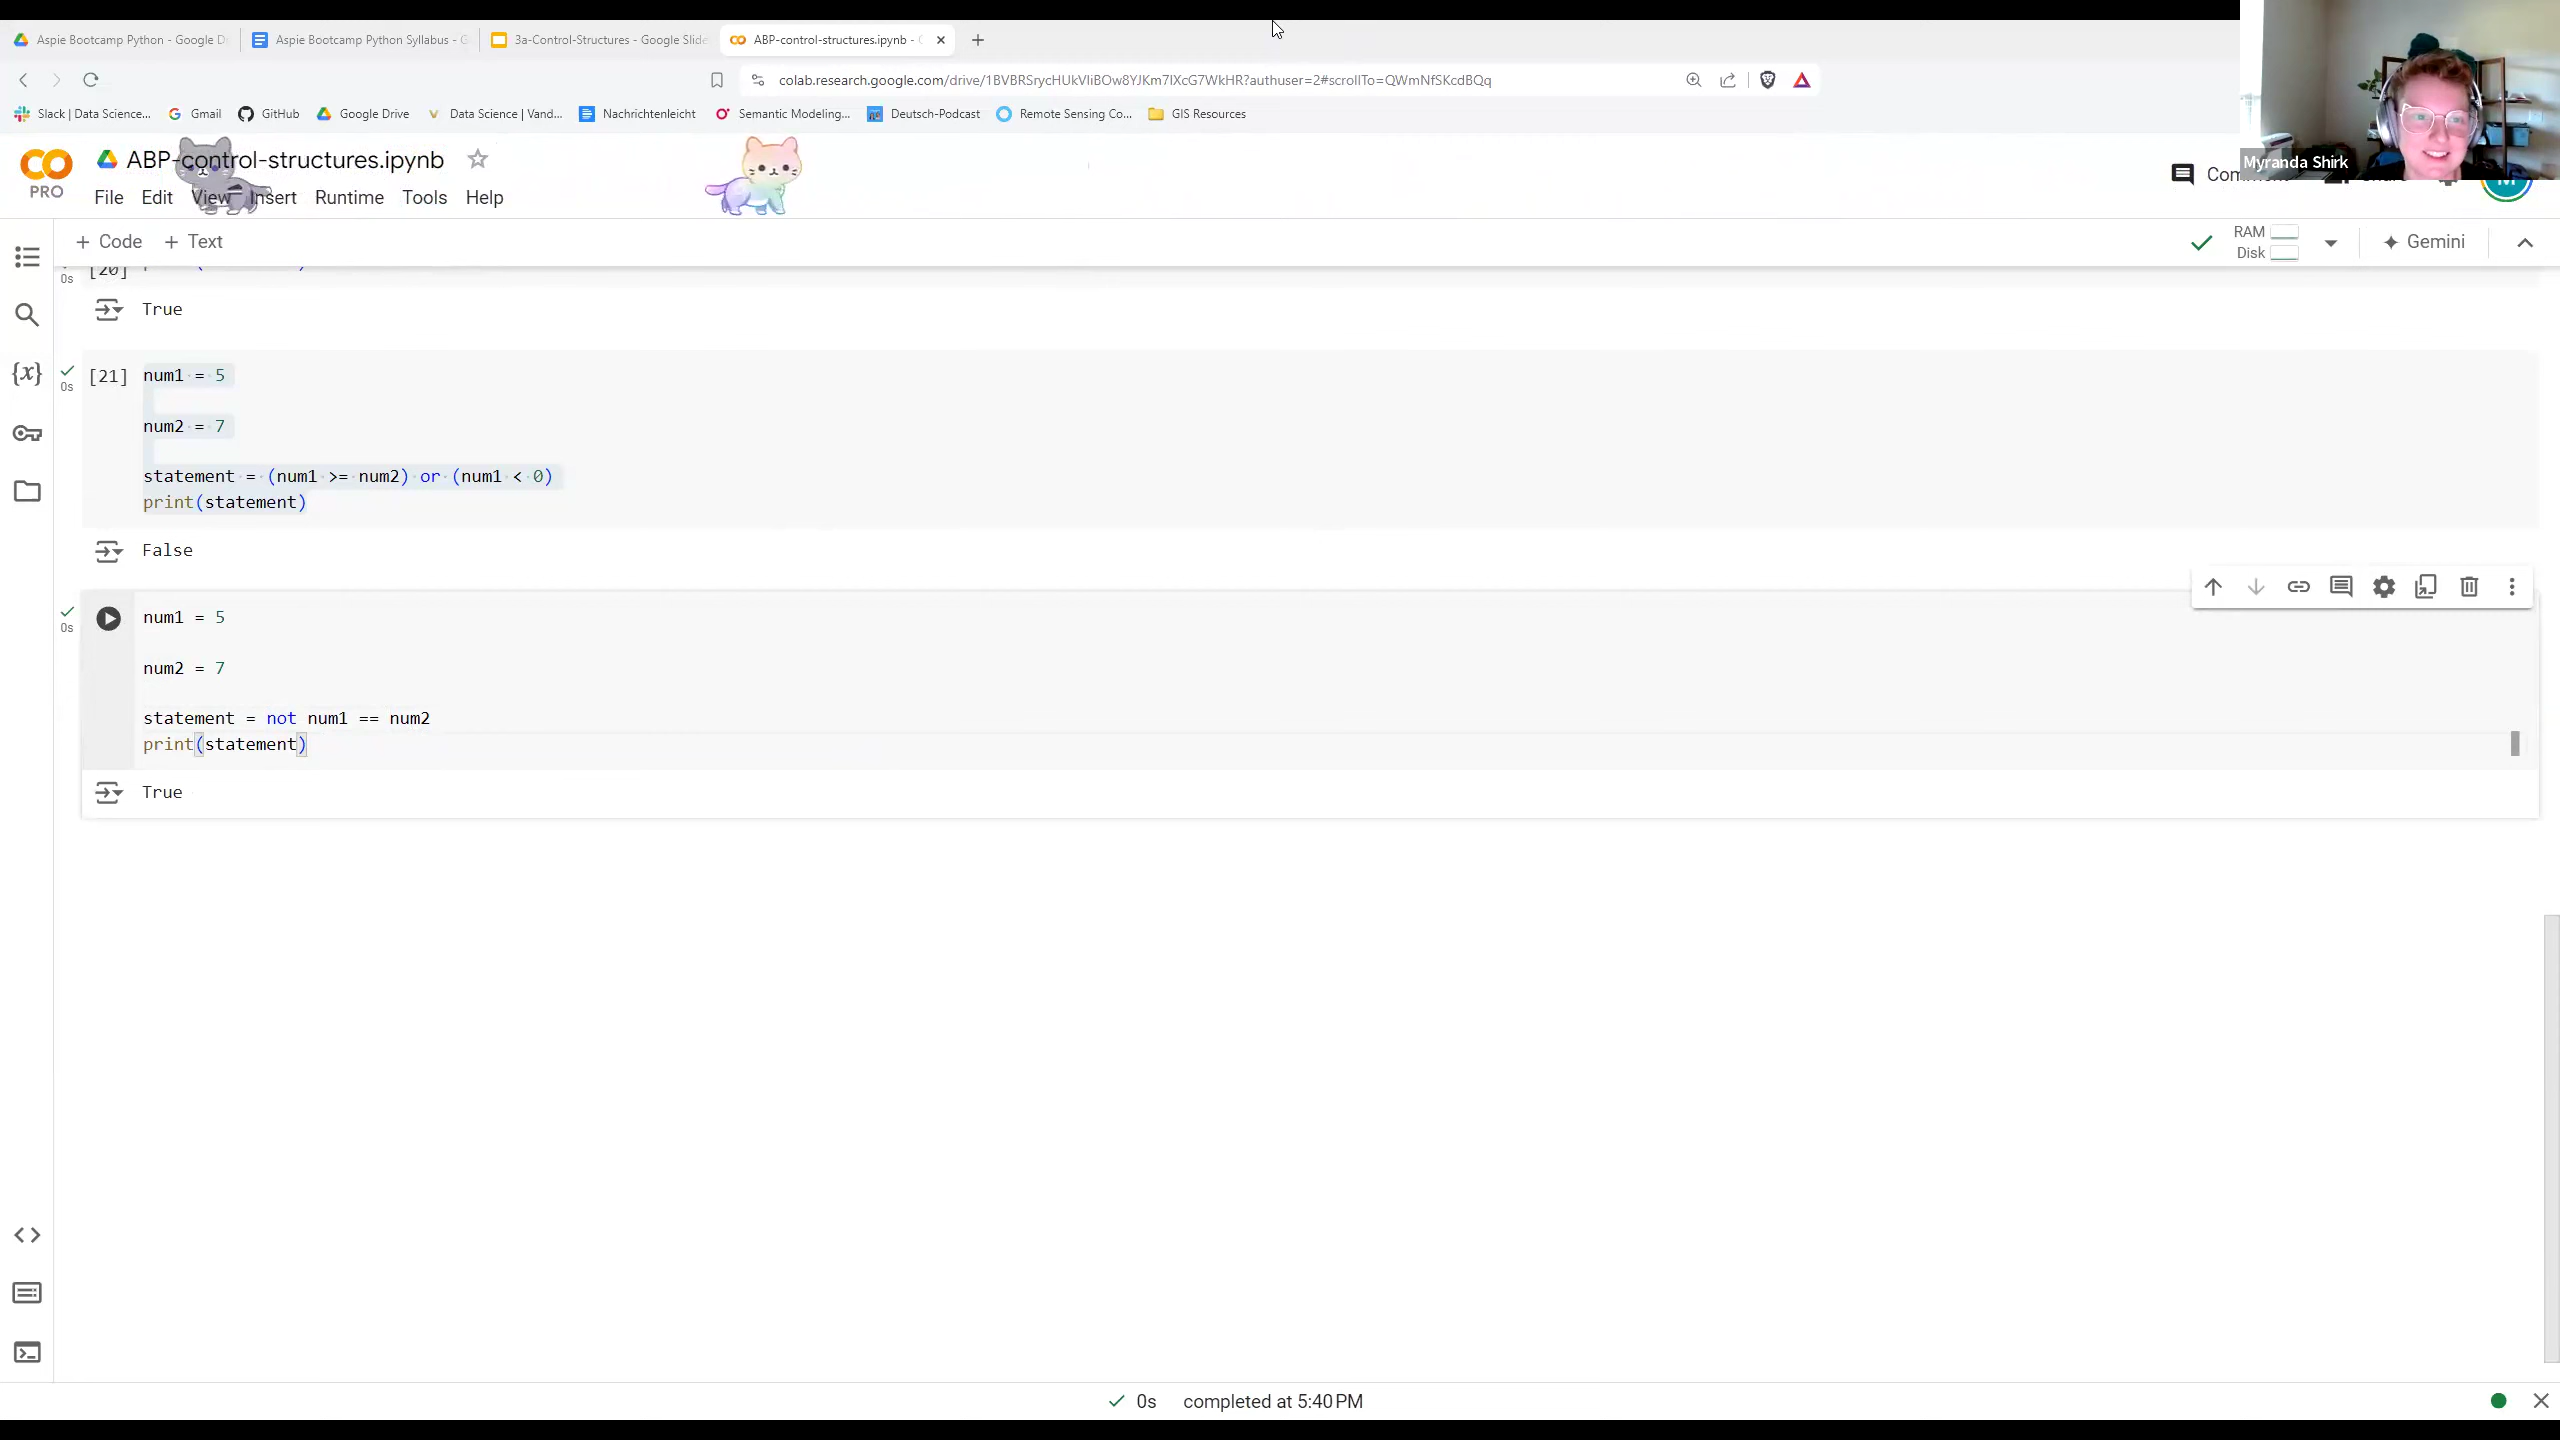 Aspie Bootcamp Python - Google D
Aspie Bootcamp Python Syllabus - G
3a-Control-Structures - Google Slide
ABP-control-structures.ipynb - C
colab.research.google.com/drive/1BVBRSrycHUkVIiBOw8YJKm7IXcG7WkHR?authuser=2#scrollTo=QWmNfSKcdBQq
Slack | Data Science...
Gmail
GitHub
Google Drive
Data Science | Vand...
Nachrichtenleicht
Semantic Modeling...
Deutsch-Podcast
Remote Sensing Co...
GIS Resources
Myranda Shirk
PRO
ABP-control-structures.ipynb
File Edit View Insert Runtime Tools Help
+ Code + Text
RAM
Disk
Gemini
0s
[20]
True
0s
[21]
num1 = 5
num2 = 7
statement = (num1 >= num2) or (num1 < 0)
print(statement)
False
0s
num1 = 5
num2 = 7
statement = not num1 == num2
print(statement)
True
0s completed at 5:40 PM